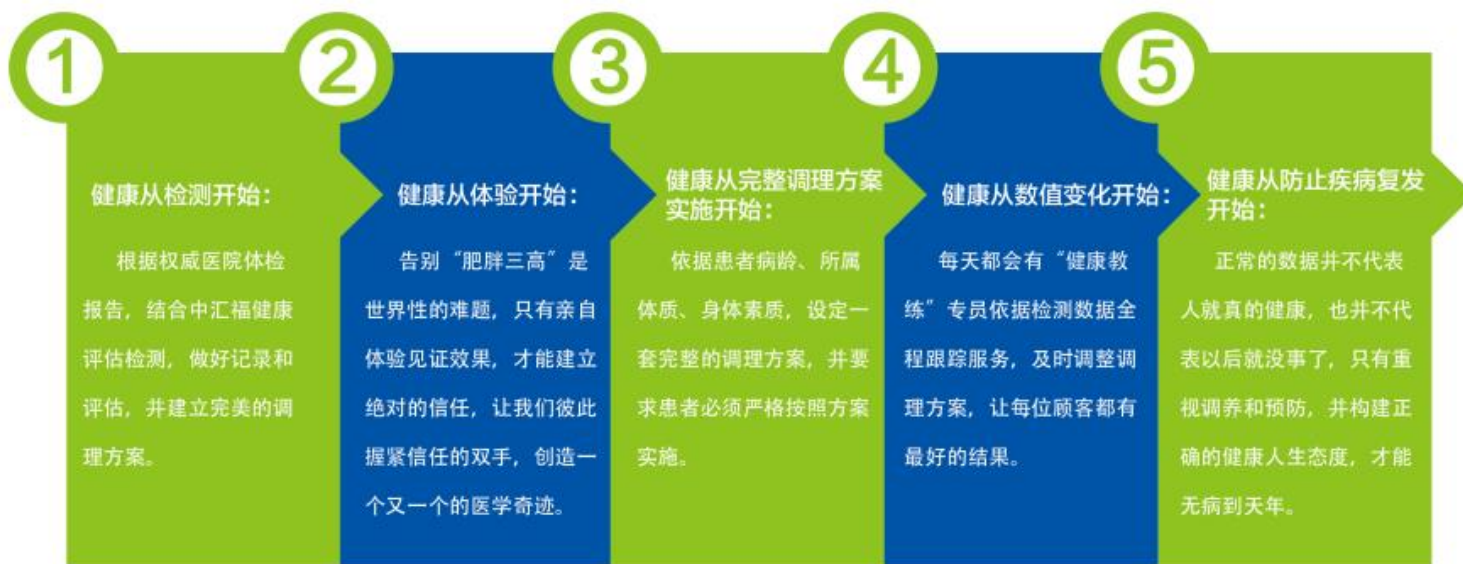 1
健康从检测开始：
根据权威医院体检
报告，结合中汇福健康
评估检测，做好记录和
评估，并建立完美的调
理方案。
2
健康从体验开始：
告别“肥胖三高”是
世界性的难题，只有亲自
体验见证效果，才能建立
绝对的信任，让我们彼此
握紧信任的双手，创造一
个又一个的医学奇迹。
3
健康从完整调理方案
实施开始：
依据患者病龄、所属
体质、身体素质，设定一
套完整的调理方案，并要
求患者必须严格按照方案
实施。
4
健康从数值变化开始：
每天都会有“健康教
练”专员依据检测数据全
程跟踪服务，及时调整调
理方案，让每位顾客都有
最好的结果。
5
健康从防止疾病复发
开始：
正常的数据并不代表
人就真的健康，也并不代
表以后就没事了，只有重
视调养和预防，并构建正
确的健康人生态度，才能
无病到天年。